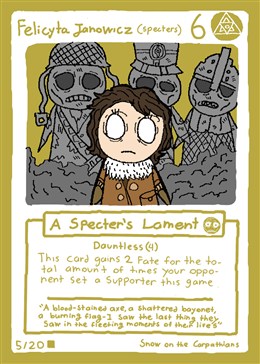 Felicyta Janowicz (specters) 6
A Specter's Lament
Dauntless (4)
This card gains 2 Fate for the to-
tal amount of times your oppo-
nent set a Supporter this game
"A blood-stained axe, a shattered bayonet,
a burning flag-I saw the last thing they
saw in the fleeting moments of their lives"
5/20
Snow on the Carpathians